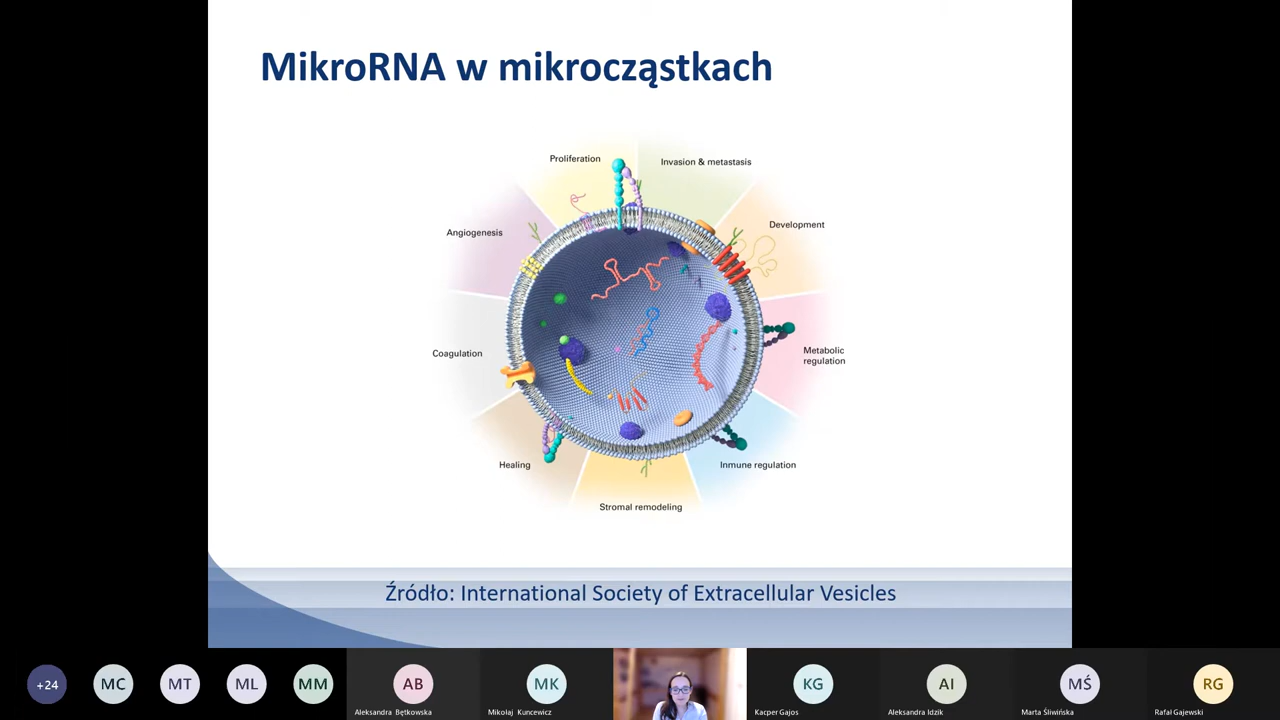 MikroRNA w mikrocząstkach
Proliferation
Invasion & metastasis
Angiogenesis
Development
Coagulation
Metabolic
regulation
Healing
Inmune regulation
Stromal remodeling
Źródło: International Society of Extracellular Vesicles
+24
MC
MT
ML
MM
AB
MK
KG
AI
MŚ
RG
Aleksandra Bętkowska
Mikołaj Kuncewicz
Kacper Gajos
Aleksandra Idzik
Marta Śliwińska
Rafał Gajewski